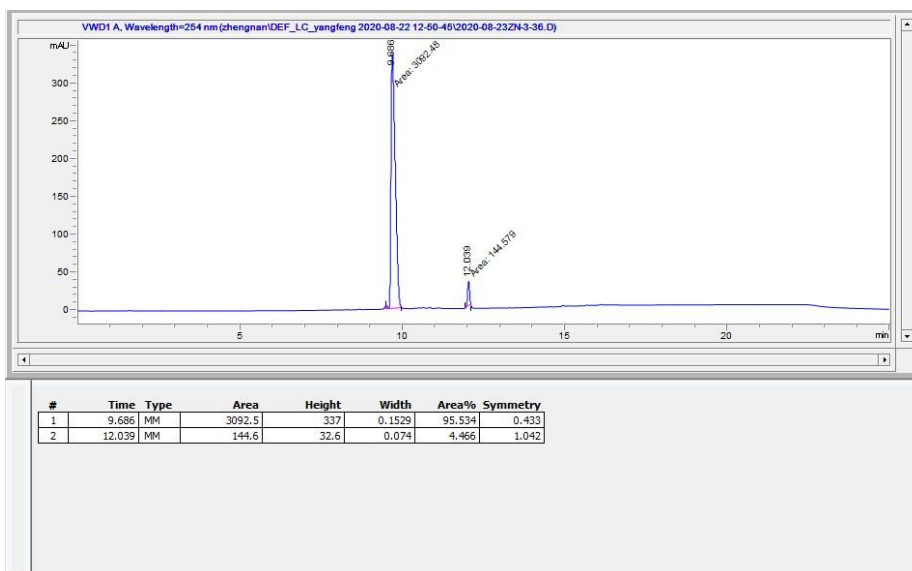 VWD1 A, Wavelength=254 nm (zhengnan\DEF_LC_yangfeng 2020-08-22 12-50-45\2020-08-23ZN-3-36.D)
mAU
9.686
Area: 3092.48
300
250
200
150
100
50
0
12.039
Area: 144.579
5 10 15 20 min
# Time Type Area Height Width Area% Symmetry
1 9.686 MM 3092.5 337 0.1529 95.534 0.433
2 12.039 MM 144.6 32.6 0.074 4.466 1.042